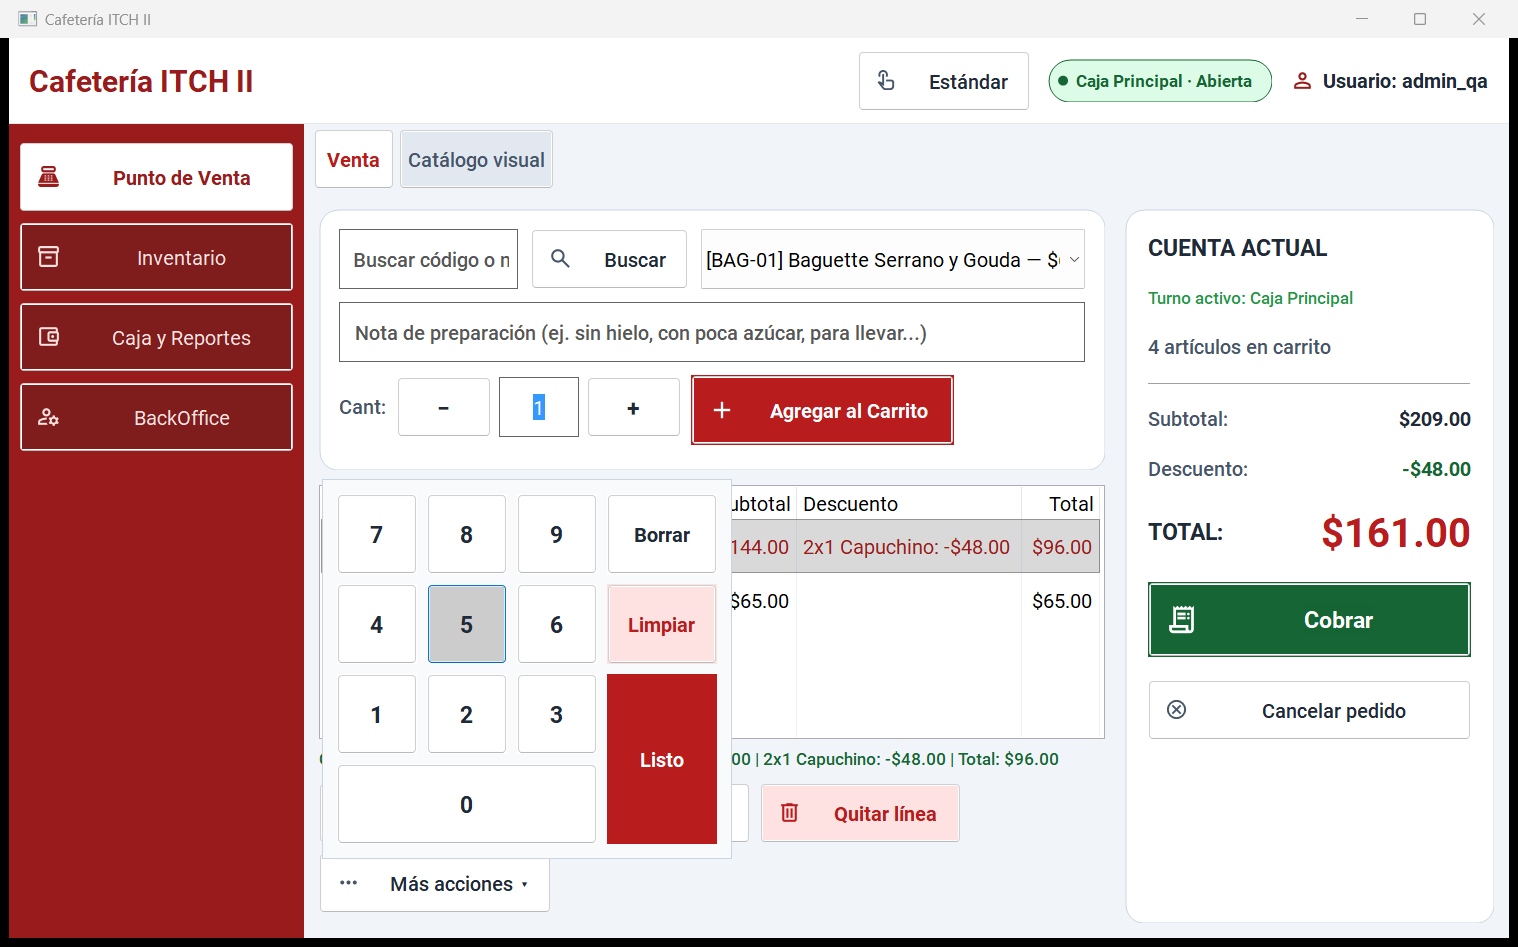 Cafetería ITCH II
Cafetería ITCH II
Estándar
Caja Principal · Abierta
Usuario: admin_qa
Punto de Venta
Inventario
Caja y Reportes
BackOffice
Venta
Catálogo visual
Buscar código o n
Buscar
[BAG-01] Baguette Serrano y Gouda — $
Nota de preparación (ej. sin hielo, con poca azúcar, para llevar...)
Cant:
−
1
+
+ Agregar al Carrito
ubtotal Descuento Total
144.00 2x1 Capuchino: -$48.00 $96.00
$65.00 $65.00
7 8 9 Borrar
4 5 6 Limpiar
1 2 3 Listo
0
00 | 2x1 Capuchino: -$48.00 | Total: $96.00
Quitar línea
Más acciones
CUENTA ACTUAL
Turno activo: Caja Principal
4 artículos en carrito
Subtotal: $209.00
Descuento: -$48.00
TOTAL: $161.00
Cobrar
Cancelar pedido